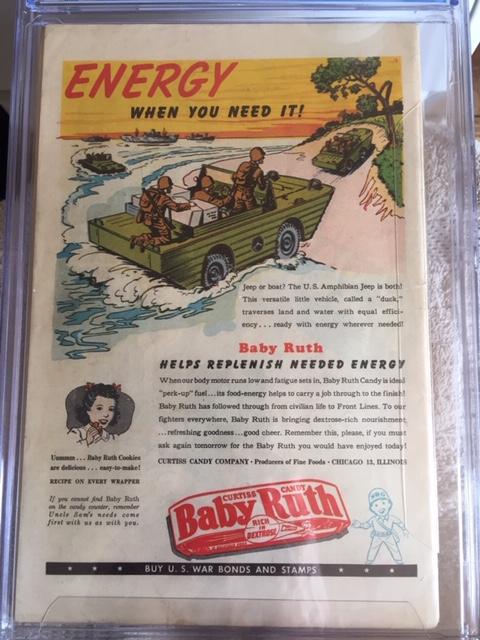 ENERGY
WHEN YOU NEED IT!
Jeep or boat? The U.S. Amphibian Jeep is both!
This versatile little vehicle, called a "duck,"
traverses land and water with equal effici-
ency...ready with energy wherever needed!
Baby Ruth
HELPS REPLENISH NEEDED ENERGY
When our body motor runs low and fatigue sets in, Baby Ruth Candy is ideal
"perk-up" fuel...its food-energy helps to carry a job through to the finish!
Baby Ruth has followed through from civilian life to Front Lines. To our
fighters everywhere, Baby Ruth is bringing dextrose-rich nourishment
...refreshing goodness...good cheer. Remember this, please, if you must
ask again tomorrow for the Baby Ruth you would have enjoyed today!
CURTISS CANDY COMPANY • Producers of Fine Foods • CHICAGO 13, ILLINOIS
Ummmm...Baby Ruth Cookies
are delicious...easy-to-make!
RECIPE ON EVERY WRAPPER
If you cannot find Baby Ruth
on the candy counter, remember
Uncle Sam's needs come
first with us as with you.
CURTISS CANDY
Baby Ruth
RICH
IN
DEXTROSE
BUY U.S. WAR BONDS AND STAMPS